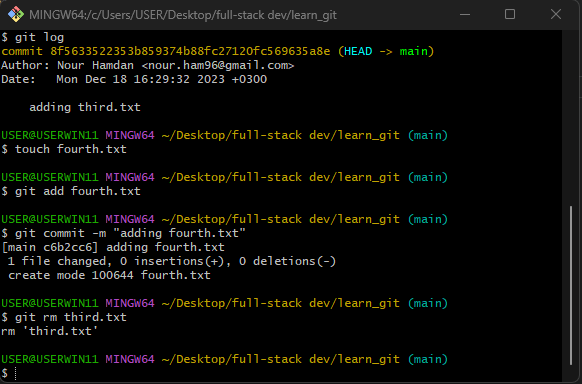 MINGW64:/c/Users/USER/Desktop/full-stack dev/learn_git
$ git log
commit 8f5633522353b859374b88fc27120fc569635a8e (HEAD -> main)
Author: Nour Hamdan <nour.ham96@gmail.com>
Date:   Mon Dec 18 16:29:32 2023 +0300
    adding third.txt
USER@USERWIN11 MINGW64 ~/Desktop/full-stack dev/learn_git (main)
$ touch fourth.txt
USER@USERWIN11 MINGW64 ~/Desktop/full-stack dev/learn_git (main)
$ git add fourth.txt
USER@USERWIN11 MINGW64 ~/Desktop/full-stack dev/learn_git (main)
$ git commit -m "adding fourth.txt"
[main c6b2cc6] adding fourth.txt
 1 file changed, 0 insertions(+), 0 deletions(-)
 create mode 100644 fourth.txt
USER@USERWIN11 MINGW64 ~/Desktop/full-stack dev/learn_git (main)
$ git rm third.txt
rm 'third.txt'
USER@USERWIN11 MINGW64 ~/Desktop/full-stack dev/learn_git (main)
$